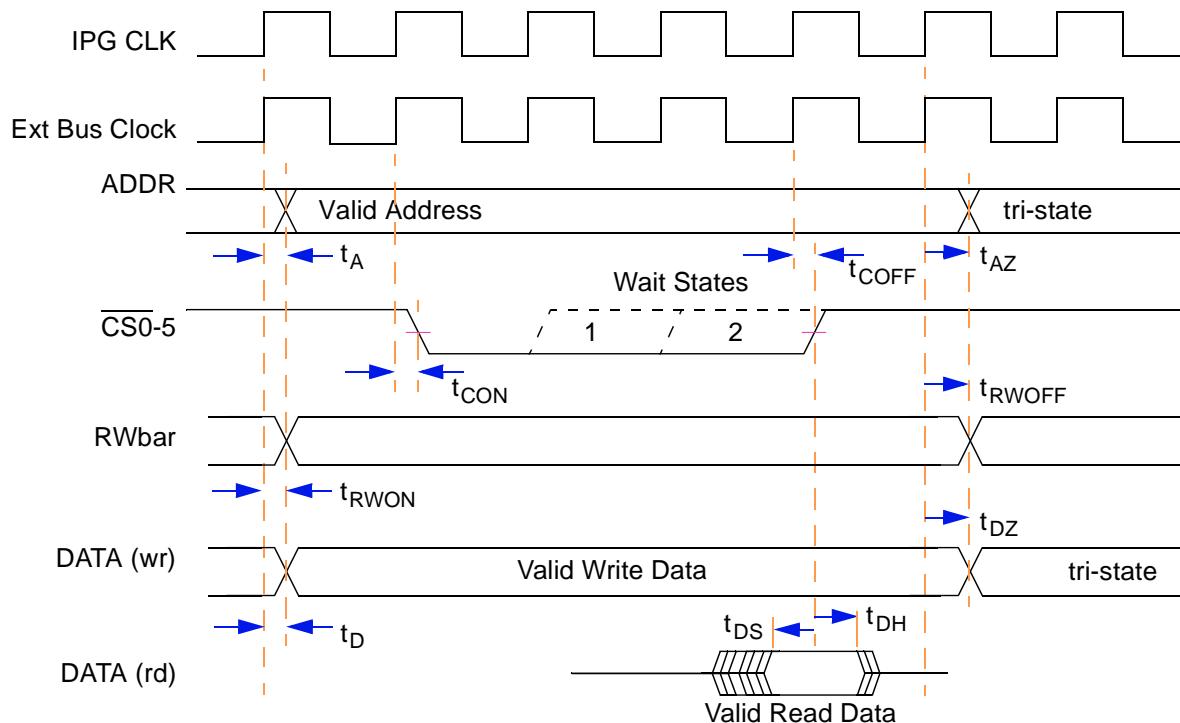 IPG CLK
Ext Bus Clock
ADDR
Valid Address
tri-state
tA
tCOFF
tAZ
Wait States
CS0-5
1
2
tCON
tRWOFF
RWbar
tRWON
tDZ
DATA (wr)
Valid Write Data
tri-state
tD
tDS
tDH
DATA (rd)
Valid Read Data